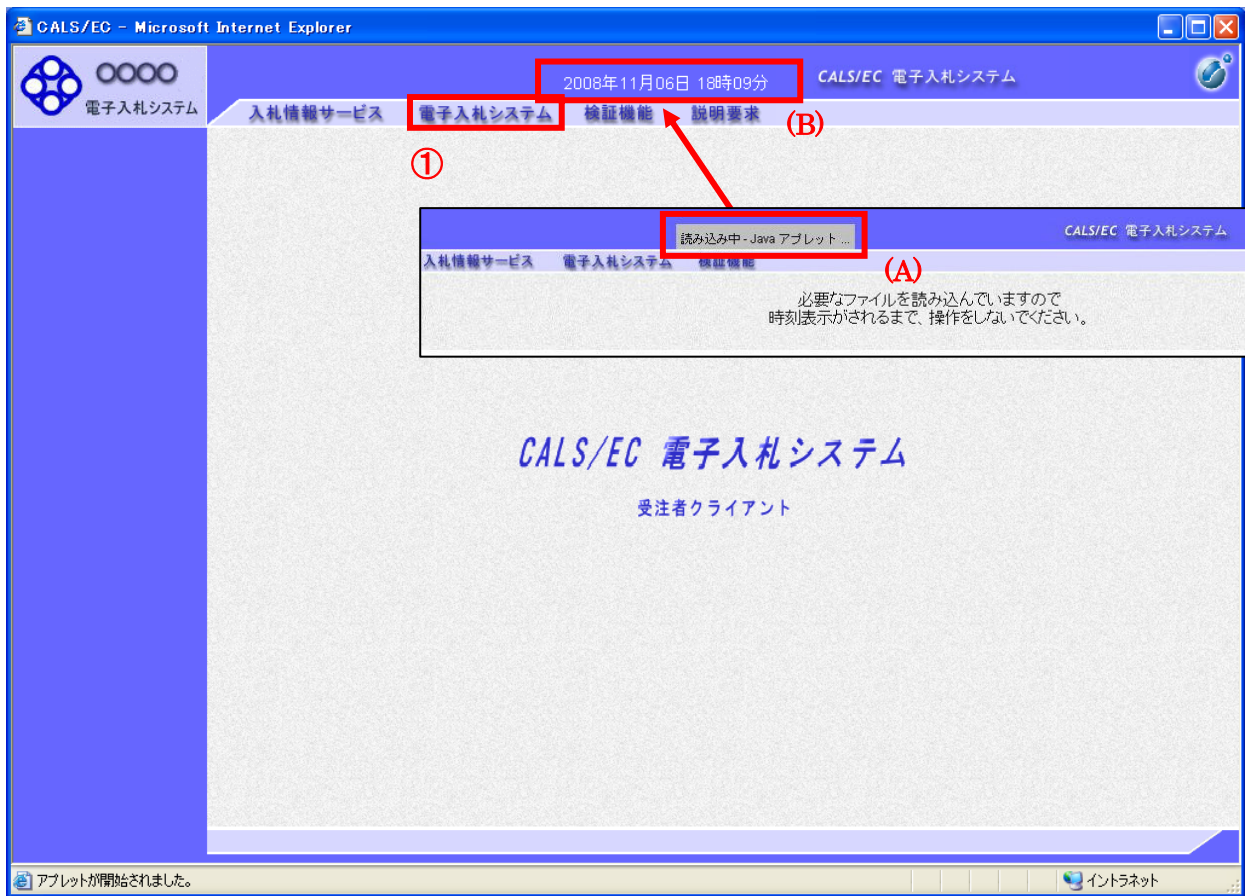 CALS/EC - Microsoft Internet Explorer
○○○○
電子入札システム
2008年11月06日 18時09分
CALS/EC 電子入札システム
入札情報サービス 電子入札システム 検証機能 説明要求
(B)
①
読み込み中 - Java アプレット ...
CALS/EC 電子入札システム
入札情報サービス 電子入札システム 検証機能
(A)
必要なファイルを読み込んでいますので
時刻表示がされるまで、操作をしないでください。
CALS/EC 電子入札システム
受注者クライアント
アプレットが開始されました。
イントラネット